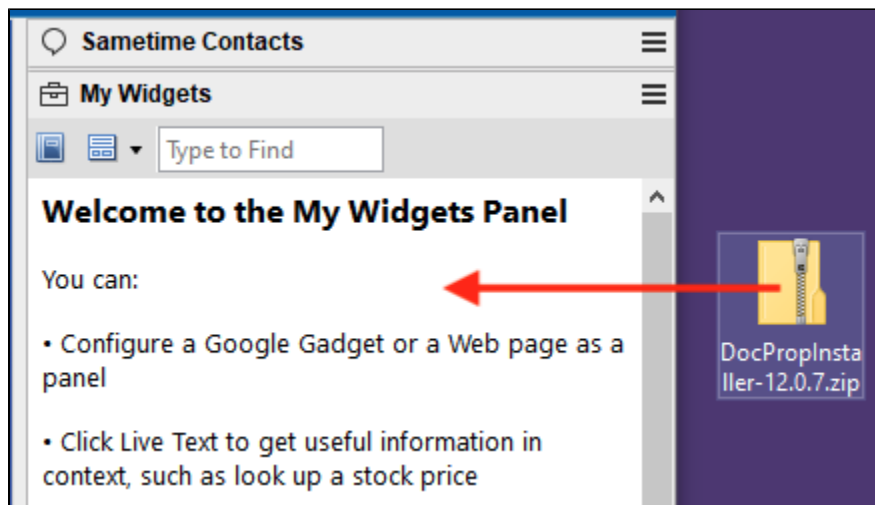 Sametime Contacts
My Widgets
Type to Find
Welcome to the My Widgets Panel
You can:
• Configure a Google Gadget or a Web page as a
panel
• Click Live Text to get useful information in
context, such as look up a stock price
DocPropInsta
ller-12.0.7.zip